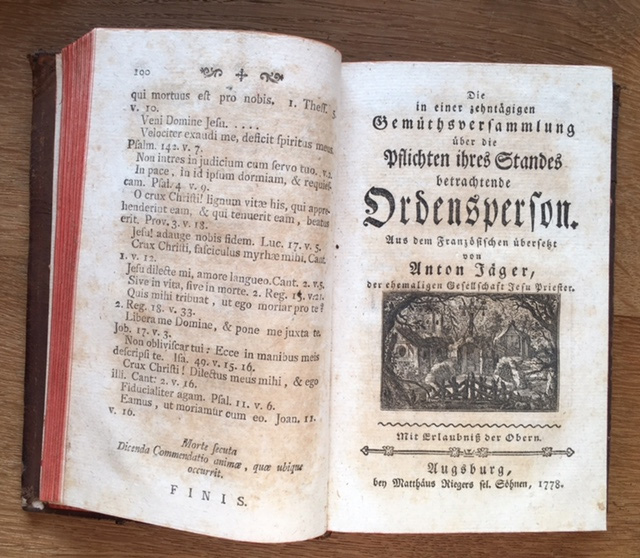 190
qui mortuus est pro nobis. 1. Thess. 5.
v. 10.
Veni Domine Jesu. . . . .
Velociter exaudi me, deficit spiritus meus
Psalm. 142. v. 7.
Non intres in judicium cum servo tuo. v.2.
In pace, in id ipsum dormiam, & requies-
cam. Psal. 4. v. 9.
O crux Christi! lignum vitæ his, qui appre-
henderint eam, & qui tenuerit eam, beatus
erit. Prov. 3. v. 18.
Jesu! adauge nobis fidem. Luc. 17. v. 5.
Crux Christi, fasciculus myrhæ mihi. Cant.
1. v. 12.
Jesu dilecte mi, amore langueo. Cant. 2. v.5.
Sive in vita, sive in morte. 2. Reg. 15. v.21.
Quis mihi tribuat, ut ego moriar pro te?
2. Reg. 18. v. 33.
Libera me Domine, & pone me juxta te.
Job. 17. v. 3.
Non obliviscar tui: Ecce in manibus meis
descripsi te. Isa. 49. v. 15. 16.
Crux Christi! Dilectus meus mihi, & ego
illi. Cant: 2. v. 16.
Fiducialiter agam. Psal. 11. v. 6.
Eamus, ut moriamur cum eo. Joan. 11.
v. 16.
Morte secuta
Dicenda Commendatio animæ, quæ ubique
occurrit.
FINIS.
Die
in einer zehntägigen
Gemüthsversammlung
über die
Pflichten ihres Standes
betrachtende
Ordensperson.
Aus dem Französischen übersetzt
von
Anton Jäger,
der ehemaligen Gesellschaft Jesu Priester.
Mit Erlaubniß der Obern.
Augsburg,
bey Matthäus Riegers sel. Söhnen, 1778.